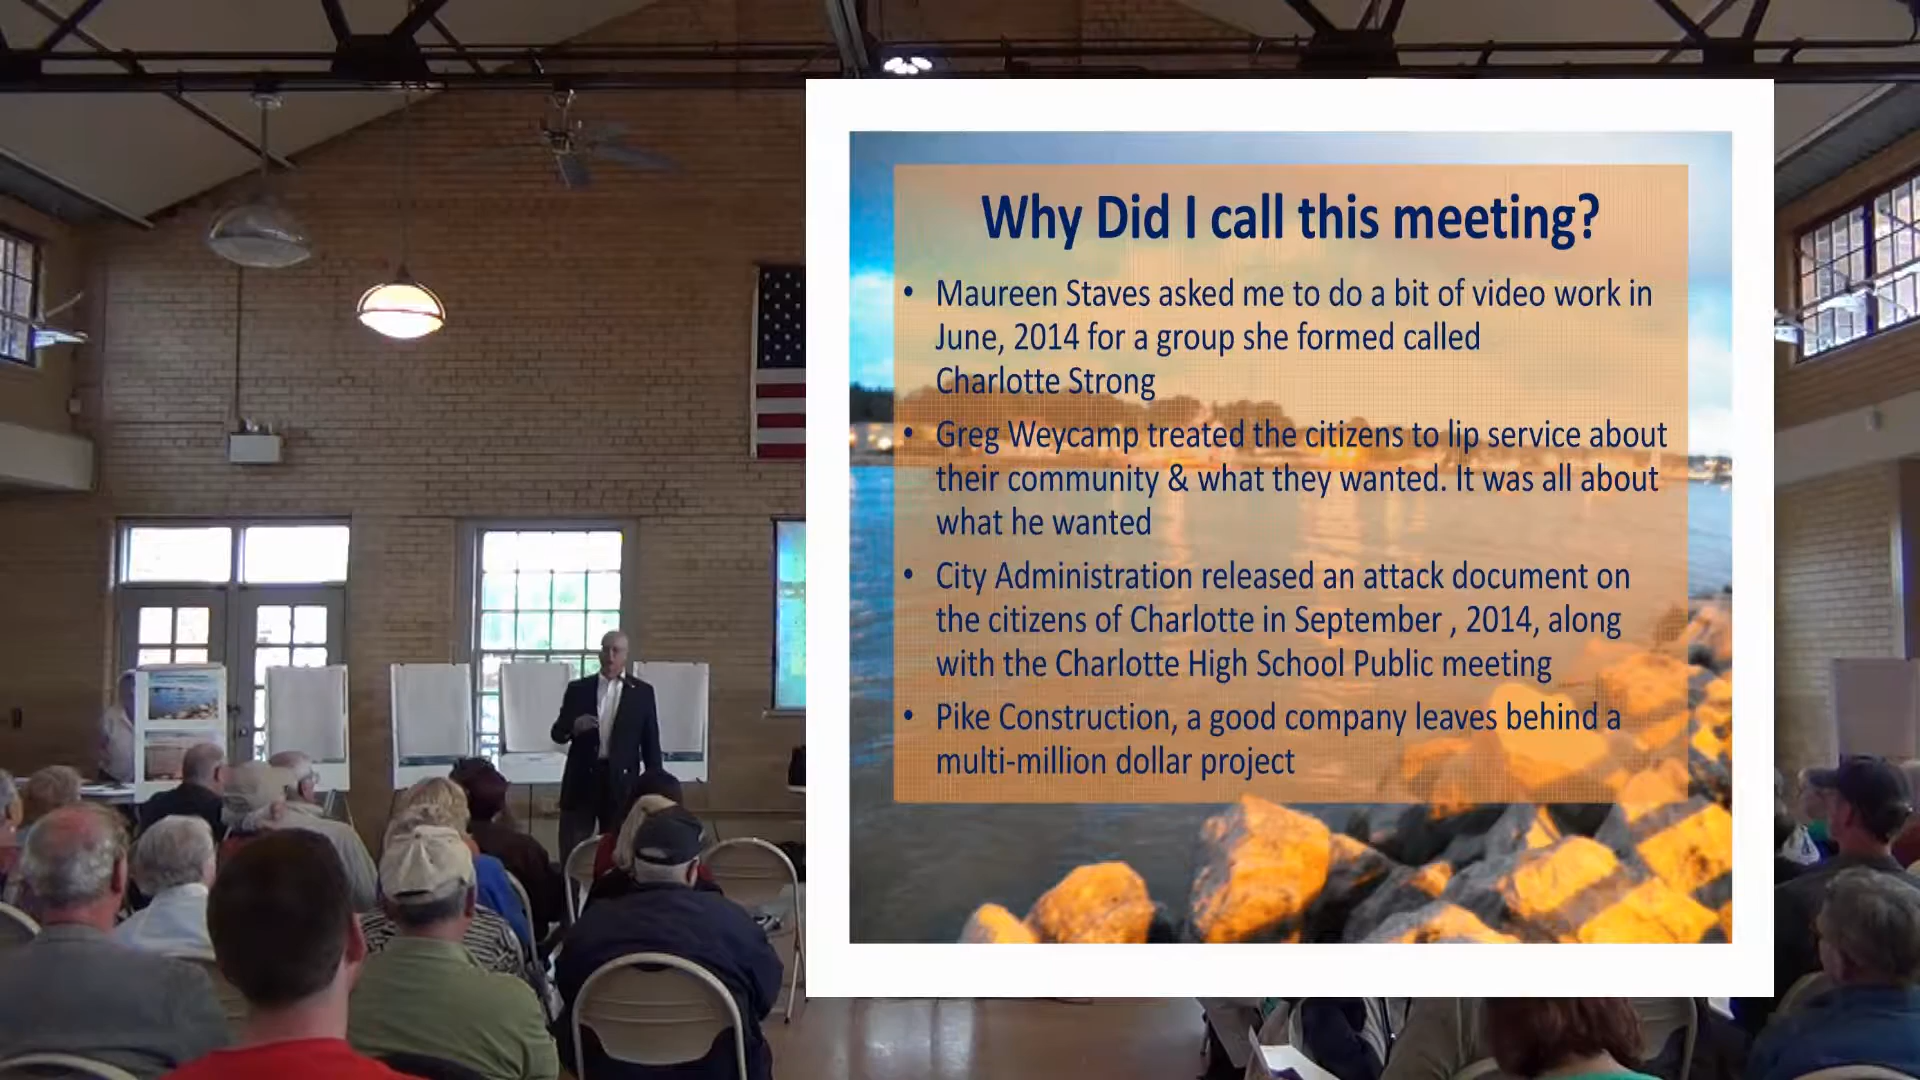 Why Did I call this meeting?
• Maureen Staves asked me to do a bit of video work in
June, 2014 for a group she formed called
Charlotte Strong
• Greg Weycamp treated the citizens to lip service about
their community & what they wanted. It was all about
what he wanted
• City Administration released an attack document on
the citizens of Charlotte in September , 2014, along
with the Charlotte High School Public meeting
• Pike Construction, a good company leaves behind a
multi-million dollar project